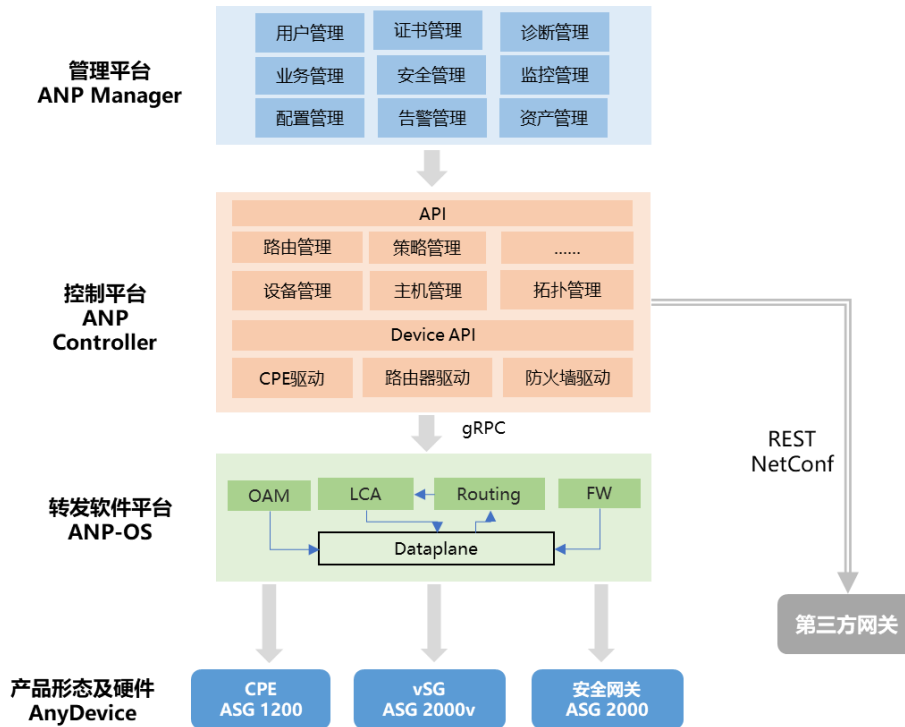 管理平台
ANP Manager
用户管理
证书管理
诊断管理
业务管理
安全管理
监控管理
配置管理
告警管理
资产管理
控制平台
ANP
Controller
API
路由管理
策略管理
......
设备管理
主机管理
拓扑管理
Device API
CPE驱动
路由器驱动
防火墙驱动
gRPC
REST
NetConf
转发软件平台
ANP-OS
OAM
LCA
Routing
FW
Dataplane
第三方网关
产品形态及硬件
AnyDevice
CPE
ASG 1200
vSG
ASG 2000v
安全网关
ASG 2000